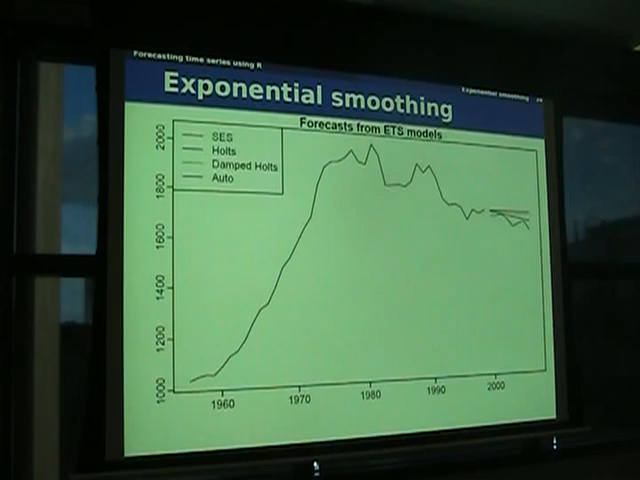 Forecasting time series using R
Exponential smoothing
Exponential smoothing
Forecasts from ETS models
SES
Holts
Damped Holts
Auto
2000
1800
1600
1400
1200
1000
1960
1970
1980
1990
2000